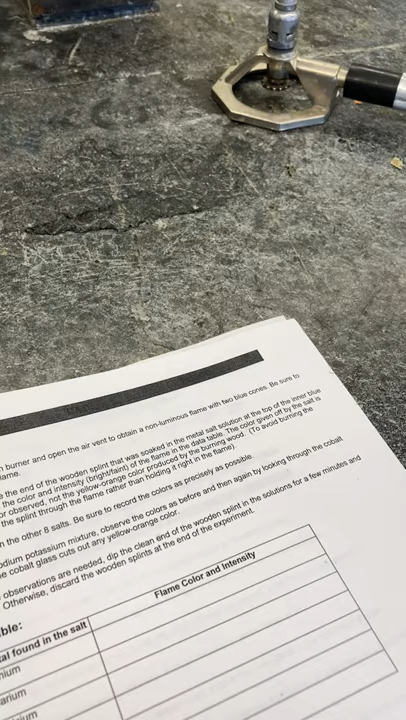 burner and open the air vent to obtain a non-luminous flame with two blue cones. Be sure to
flame.
the end of the wooden splint that was soaked in the metal salt solution at the top of the inner blue
the color and intensity (bright/faint) of the flame in the data table. The color given off by the salt is
or observed, not the yellow-orange color produced by the burning wood. (To avoid burning the
the splint through the flame rather than holding it right in the flame).
the other 8 salts. Be sure to record the colors as precisely as possible.
odium potassium mixture, observe the colors as before and then again by looking through the cobalt
e cobalt glass cuts out any yellow-orange color.
observations are needed, dip the clean end of the wooden splint in the solutions for a few minutes and
Otherwise, discard the wooden splints at the end of the experiment.
ble:
tal found in the salt
Flame Color and Intensity
nium
arium